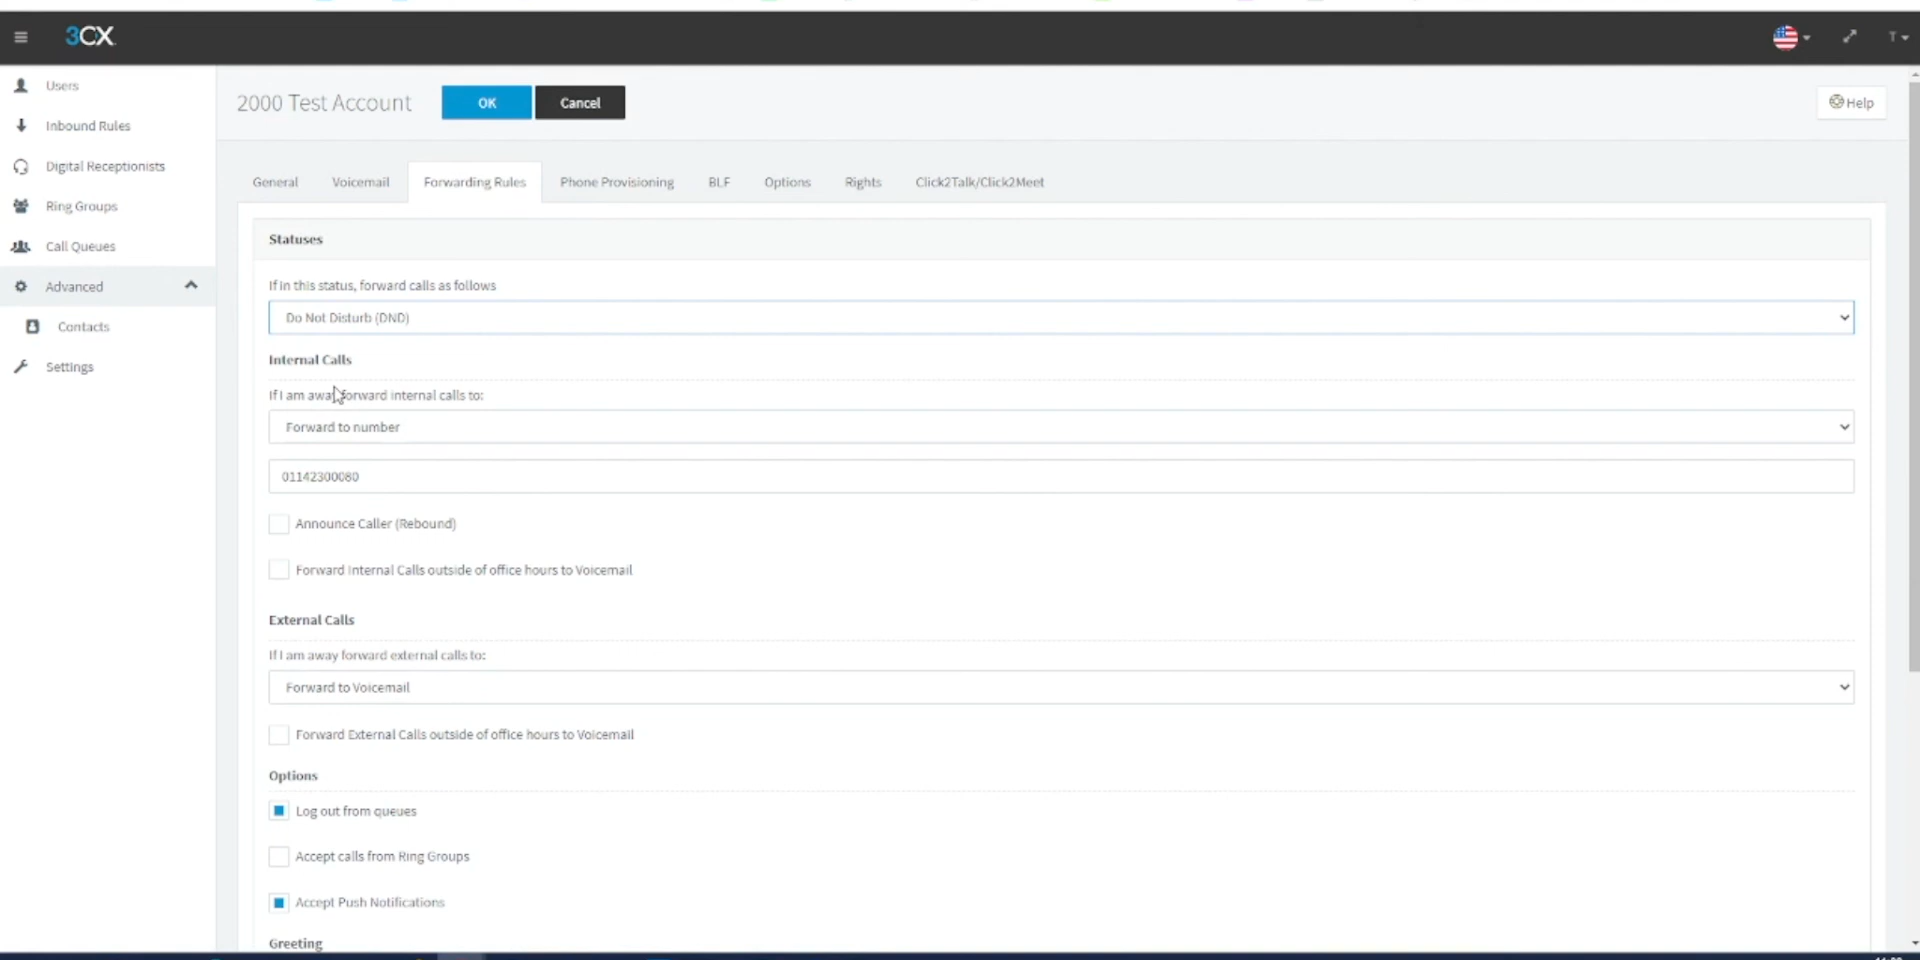 3CX
T
Users
Inbound Rules
Digital Receptionists
Ring Groups
Call Queues
Advanced
Contacts
Settings
2000 Test Account
OK
Cancel
Help
General
Voicemail
Forwarding Rules
Phone Provisioning
BLF
Options
Rights
Click2Talk/Click2Meet
Statuses
If in this status, forward calls as follows
Do Not Disturb (DND)
Internal Calls
If I am away forward internal calls to:
Forward to number
01142300080
Announce Caller (Rebound)
Forward Internal Calls outside of office hours to Voicemail
External Calls
If I am away forward external calls to:
Forward to Voicemail
Forward External Calls outside of office hours to Voicemail
Options
Log out from queues
Accept calls from Ring Groups
Accept Push Notifications
Greeting